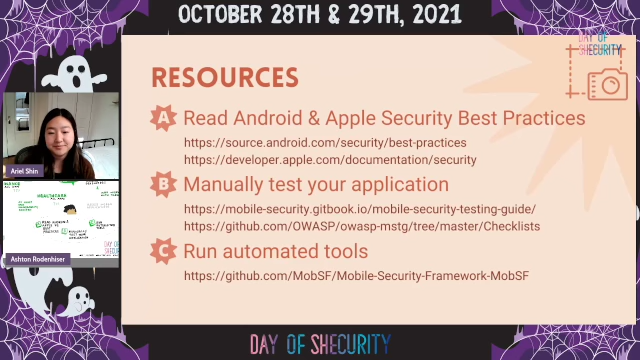 OCTOBER 28TH & 29TH, 2021
DAY OF
SHECURITY
RESOURCES
A Read Android & Apple Security Best Practices
https://source.android.com/security/best-practices
https://developer.apple.com/documentation/security
B Manually test your application
https://mobile-security.gitbook.io/mobile-security-testing-guide/
https://github.com/OWASP/owasp-mstg/tree/master/Checklists
C Run automated tools
https://github.com/MobSF/Mobile-Security-Framework-MobSF
Ariel Shin
HEALTHCARE
Ashton Rodenhiser
DAY OF SHECURITY